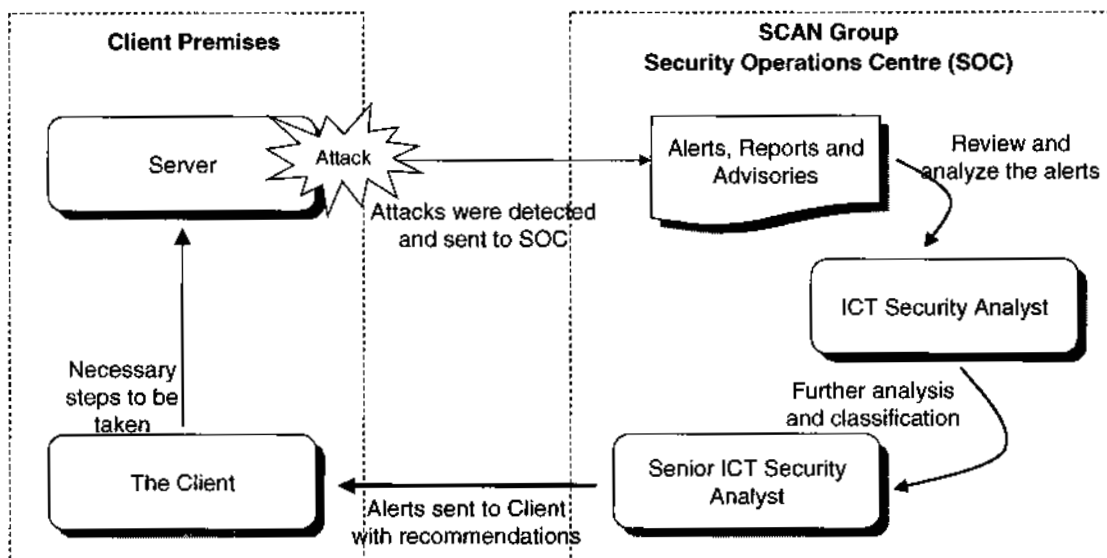 Client Premises
SCAN Group
Security Operations Centre (SOC)
Server
Attack
Alerts, Reports and
Advisories
Review and
analyze the alerts
Attacks were detected
and sent to SOC
ICT Security Analyst
Necessary
steps to be
taken
Further analysis
and classification
The Client
Senior ICT Security
Analyst
Alerts sent to Client
with recommendations